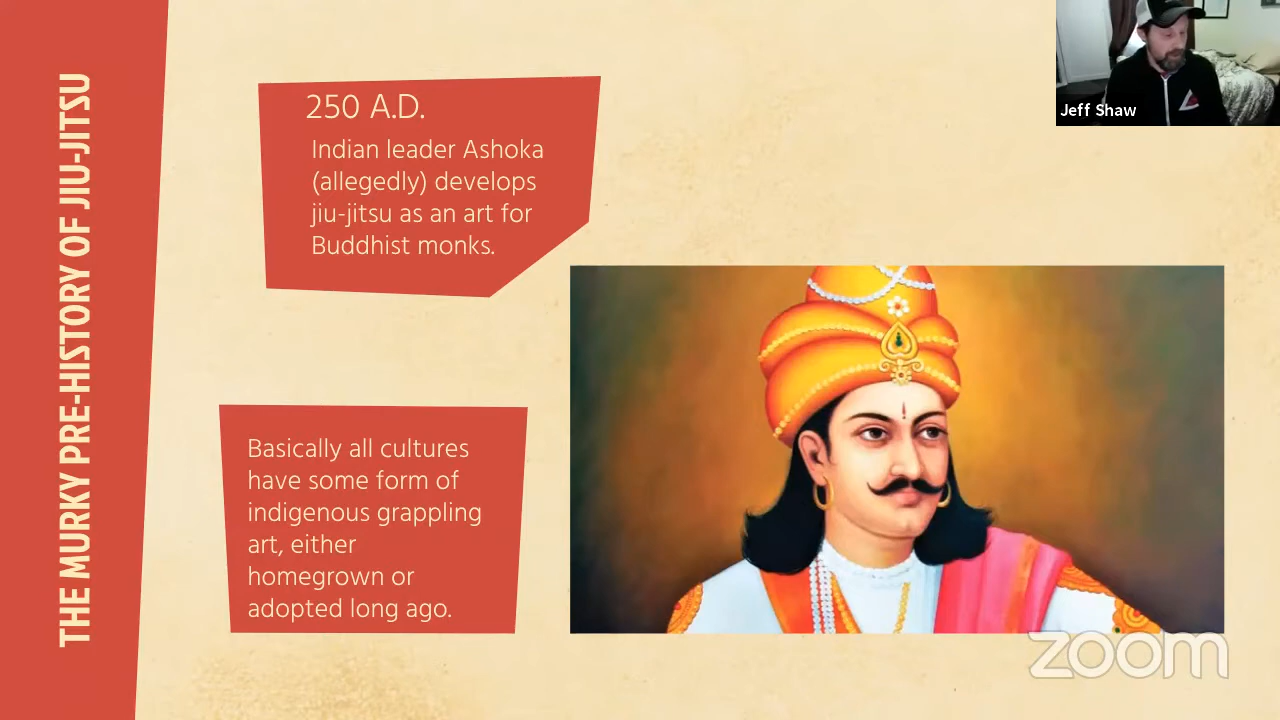 THE MURKY PRE-HISTORY OF JIU-JITSU
250 A.D.
Indian leader Ashoka
(allegedly) develops
jiu-jitsu as an art for
Buddhist monks.
Basically all cultures
have some form of
indigenous grappling
art, either
homegrown or
adopted long ago.
Jeff Shaw
zoom